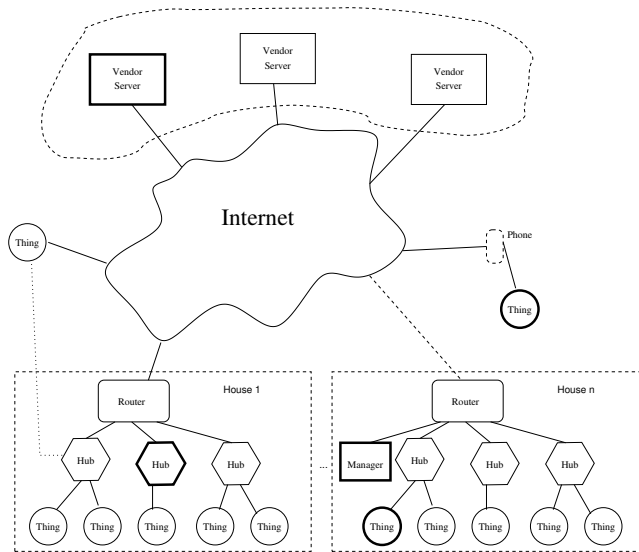 Vendor
Server
Vendor
Server
Vendor
Server
Internet
Thing
Phone
Thing
House 1
Router
Hub
Hub
Hub
Thing
Thing
Thing
Thing
Thing
...
House n
Router
Manager
Hub
Hub
Hub
Thing
Thing
Thing
Thing
Thing